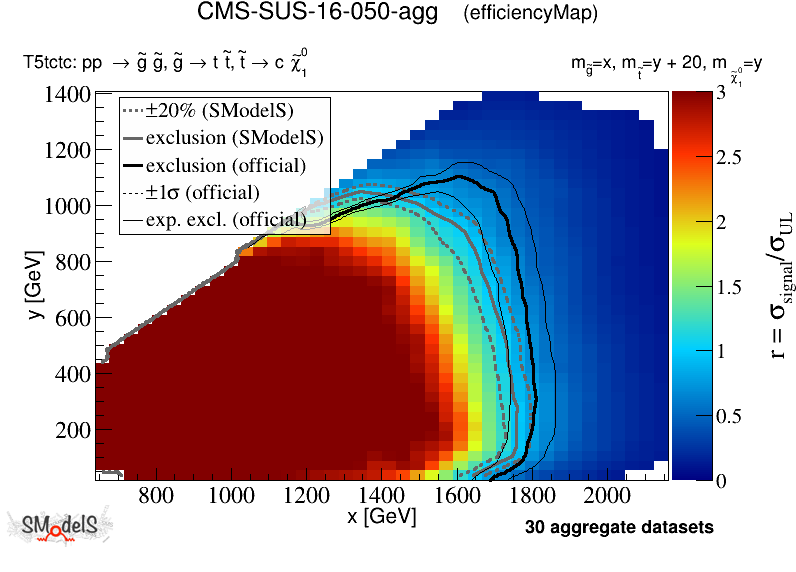 CMS-SUS-16-050-agg (efficiencyMap)
T5tctc: pp → g̃ g̃, g̃ → t t̃, t̃ → c χ̃⁰₁ m_g̃=x, m_t̃=y + 20, m_χ̃⁰₁=y
±20% (SModelS)
exclusion (SModelS)
exclusion (official)
±1σ (official)
exp. excl. (official)
1400
1200
1000
800
600
400
200
y [GeV]
800 1000 1200 1400 1600 1800 2000
x [GeV]
3
2.5
2
1.5
1
0.5
0
r = σ_signal/σ_UL
SModelS
30 aggregate datasets